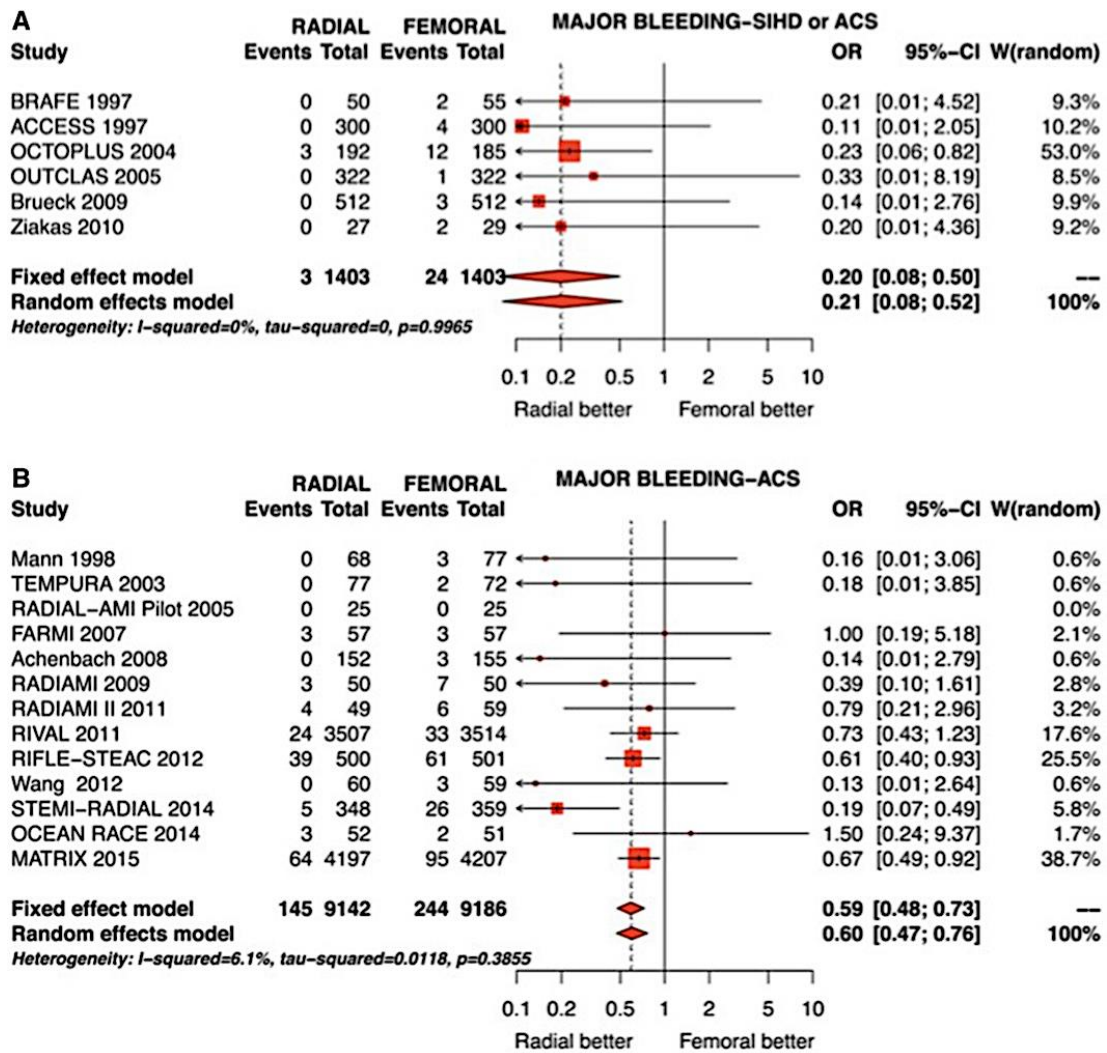 A
RADIAL FEMORAL MAJOR BLEEDING–SIHD or ACS
Study Events Total Events Total OR 95%–CI W(random)
BRAFE 1997 0 50 2 55 0.21 [0.01; 4.52] 9.3%
ACCESS 1997 0 300 4 300 0.11 [0.01; 2.05] 10.2%
OCTOPLUS 2004 3 192 12 185 0.23 [0.06; 0.82] 53.0%
OUTCLAS 2005 0 322 1 322 0.33 [0.01; 8.19] 8.5%
Brueck 2009 0 512 3 512 0.14 [0.01; 2.76] 9.9%
Ziakas 2010 0 27 2 29 0.20 [0.01; 4.36] 9.2%
Fixed effect model 3 1403 24 1403 0.20 [0.08; 0.50] ––
Random effects model 0.21 [0.08; 0.52] 100%
Heterogeneity: I–squared=0%, tau–squared=0, p=0.9965
0.1 0.2 0.5 1 2 5 10
Radial better Femoral better
B
RADIAL FEMORAL MAJOR BLEEDING–ACS
Study Events Total Events Total OR 95%–CI W(random)
Mann 1998 0 68 3 77 0.16 [0.01; 3.06] 0.6%
TEMPURA 2003 0 77 2 72 0.18 [0.01; 3.85] 0.6%
RADIAL–AMI Pilot 2005 0 25 0 25 0.0%
FARMI 2007 3 57 3 57 1.00 [0.19; 5.18] 2.1%
Achenbach 2008 0 152 3 155 0.14 [0.01; 2.79] 0.6%
RADIAMI 2009 3 50 7 50 0.39 [0.10; 1.61] 2.8%
RADIAMI II 2011 4 49 6 59 0.79 [0.21; 2.96] 3.2%
RIVAL 2011 24 3507 33 3514 0.73 [0.43; 1.23] 17.6%
RIFLE–STEAC 2012 39 500 61 501 0.61 [0.40; 0.93] 25.5%
Wang 2012 0 60 3 59 0.13 [0.01; 2.64] 0.6%
STEMI–RADIAL 2014 5 348 26 359 0.19 [0.07; 0.49] 5.8%
OCEAN RACE 2014 3 52 2 51 1.50 [0.24; 9.37] 1.7%
MATRIX 2015 64 4197 95 4207 0.67 [0.49; 0.92] 38.7%
Fixed effect model 145 9142 244 9186 0.59 [0.48; 0.73] ––
Random effects model 0.60 [0.47; 0.76] 100%
Heterogeneity: I–squared=6.1%, tau–squared=0.0118, p=0.3855
0.1 0.2 0.5 1 2 5 10
Radial better Femoral better